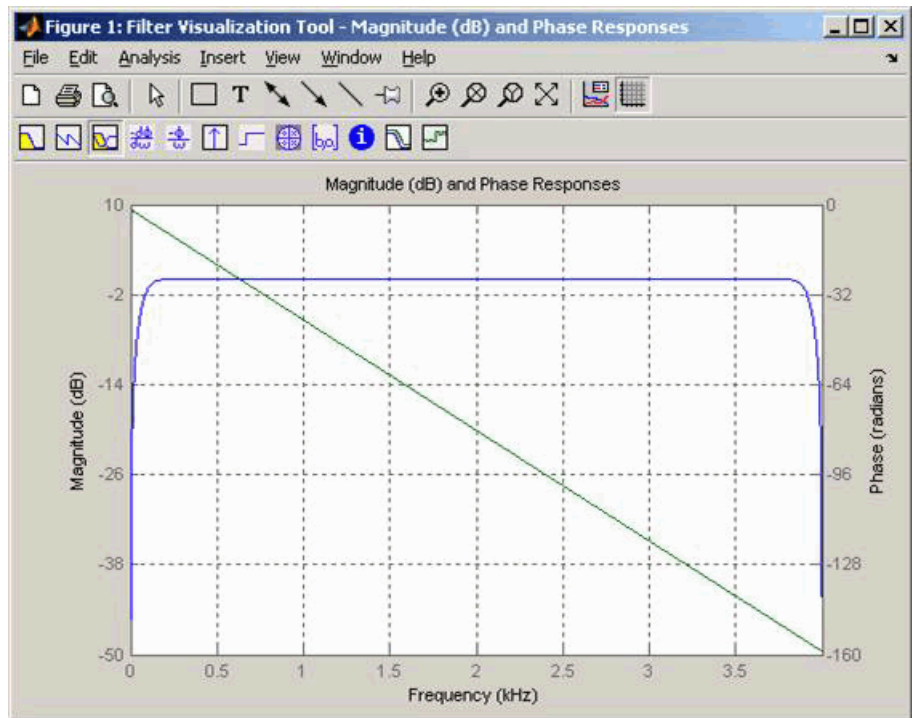 Figure 1: Filter Visualization Tool - Magnitude (dB) and Phase Responses
File Edit Analysis Insert View Window Help
T
[b,a]
i
Magnitude (dB) and Phase Responses
10
-2
-14
-26
-38
-50
Magnitude (dB)
0
-32
-64
-96
-128
-160
Phase (radians)
0 0.5 1 1.5 2 2.5 3 3.5
Frequency (kHz)